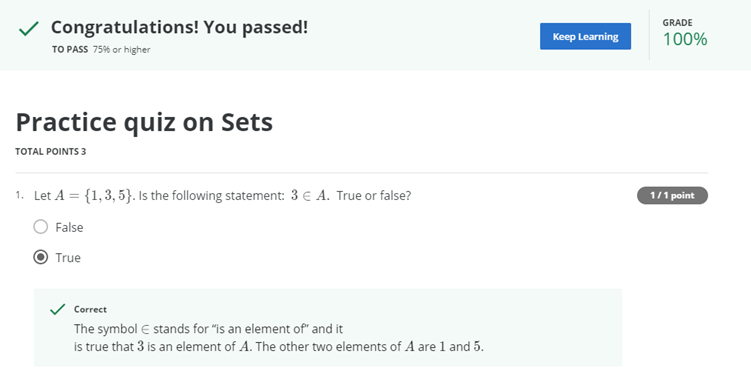 Congratulations! You passed!
TO PASS 75% or higher
Keep Learning
GRADE
100%
Practice quiz on Sets
TOTAL POINTS 3
1. Let A = {1, 3, 5}. Is the following statement: 3 ∈ A. True or false?
1 / 1 point
False
True
Correct
The symbol ∈ stands for “is an element of” and it
is true that 3 is an element of A. The other two elements of A are 1 and 5.